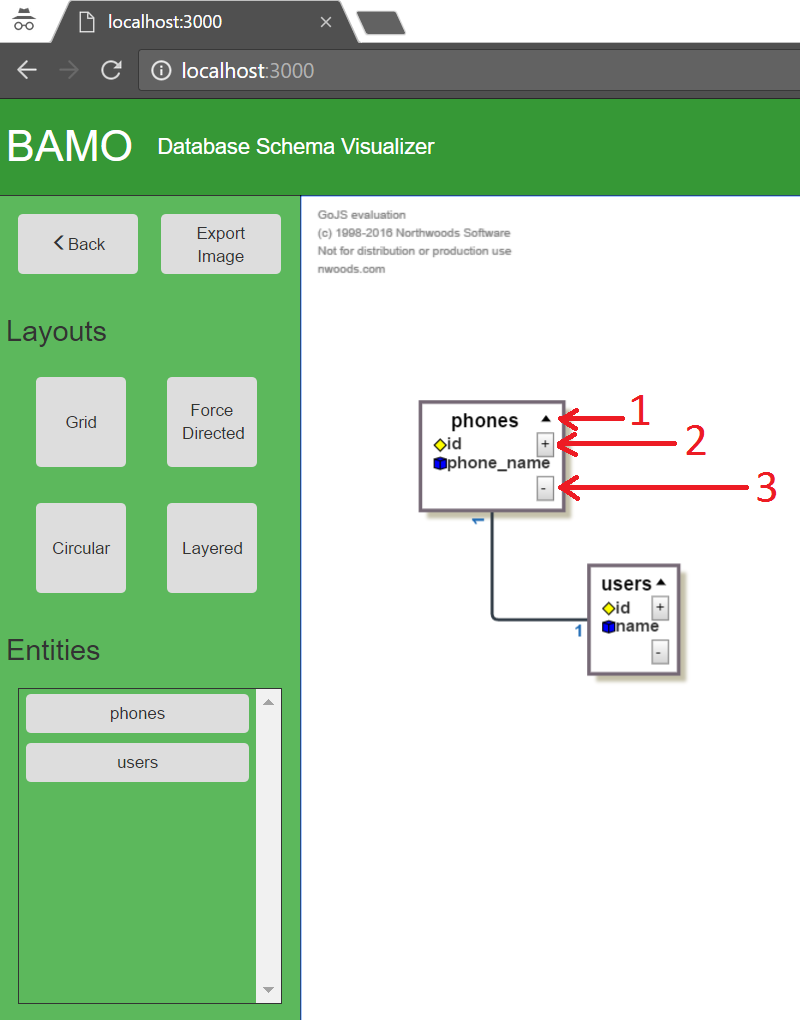 localhost:3000
localhost:3000
BAMO Database Schema Visualizer
Back
Export
Image
GoJS evaluation
(c) 1998-2016 Northwoods Software
Not for distribution or production use
nwoods.com
Layouts
Grid
Force
Directed
Circular
Layered
Entities
phones
users
phones
id
+
phone_name
-
1
2
3
1
1
users
id
+
name
-